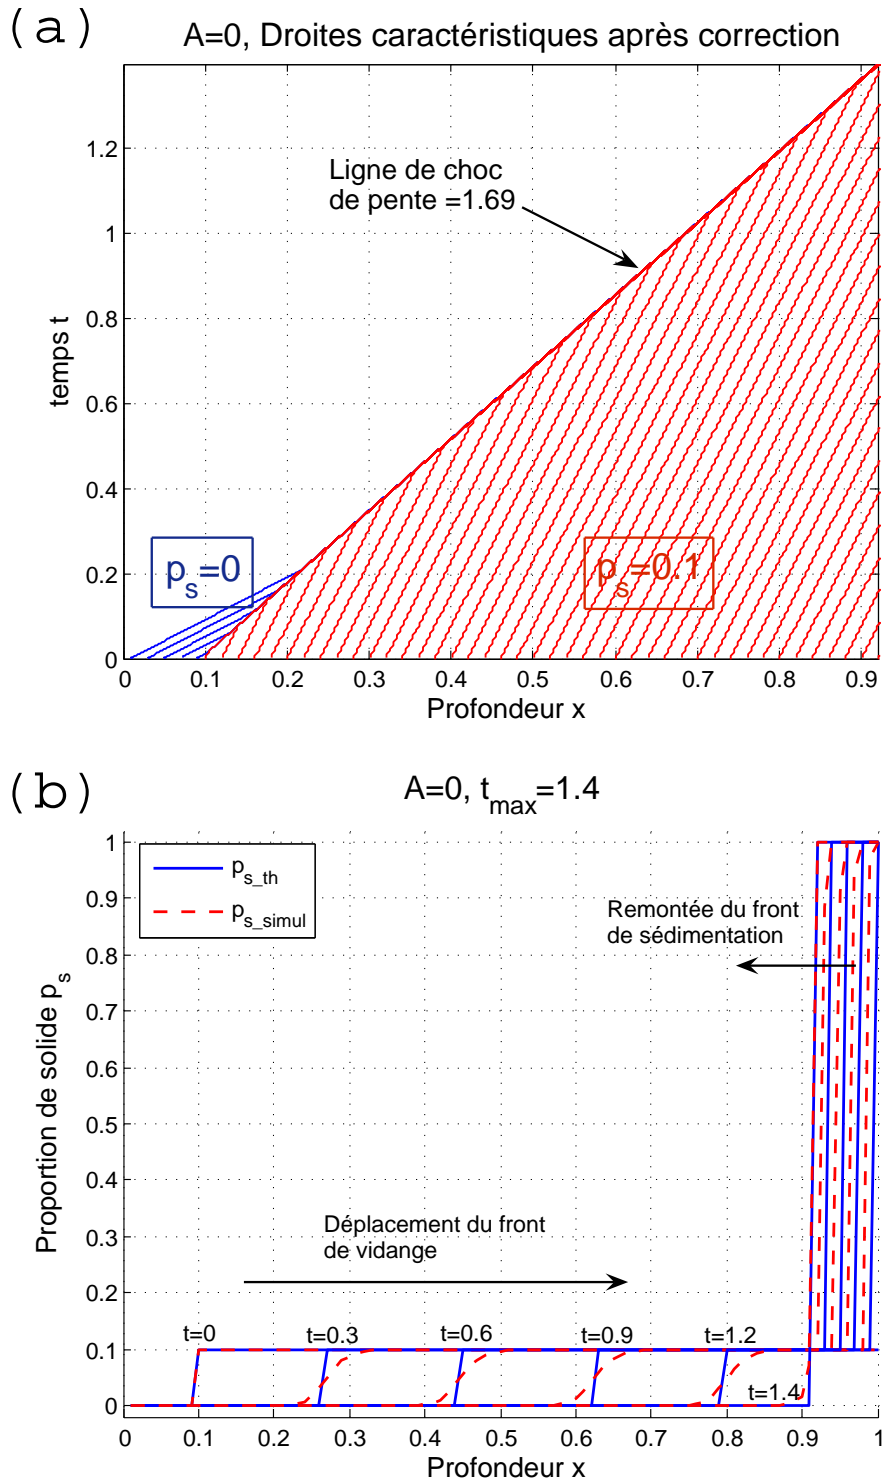 (a)
A=0, Droites caractéristiques après correction
Ligne de choc
de pente =1.69
temps t
1.2
1
0.8
0.6
0.4
0.2
0
p_s=0
p_s=0.1
0 0.1 0.2 0.3 0.4 0.5 0.6 0.7 0.8 0.9
Profondeur x
(b)
A=0, t_max=1.4
p_s_th
p_s_simul
Remontée du front
de sédimentation
Proportion de solide p_s
1
0.9
0.8
0.7
0.6
0.5
0.4
0.3
0.2
0.1
0
Déplacement du front
de vidange
t=0 t=0.3 t=0.6 t=0.9 t=1.2
t=1.4
0 0.1 0.2 0.3 0.4 0.5 0.6 0.7 0.8 0.9 1
Profondeur x